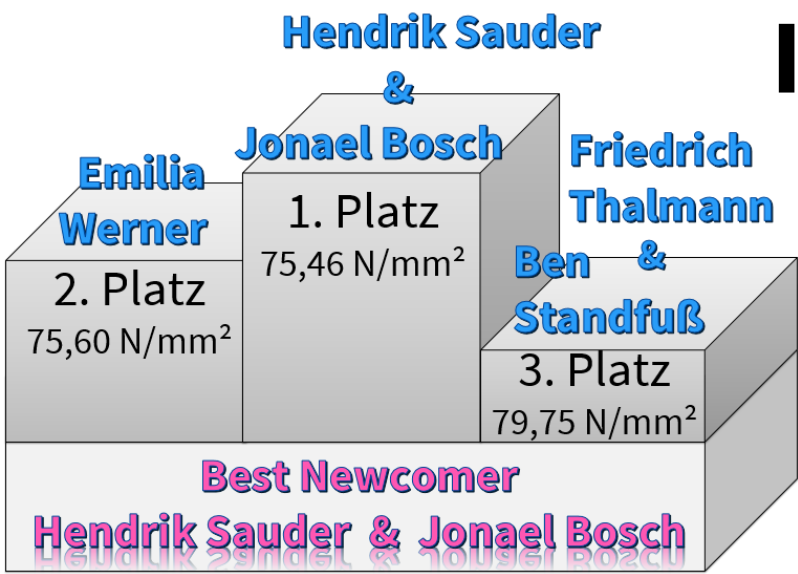 Hendrik Sauder
&
Jonael Bosch
1. Platz
75,46 N/mm²
Emilia
Werner
2. Platz
75,60 N/mm²
Friedrich
Thalmann
&
Ben
Standfuß
3. Platz
79,75 N/mm²
Best Newcomer
Hendrik Sauder & Jonael Bosch